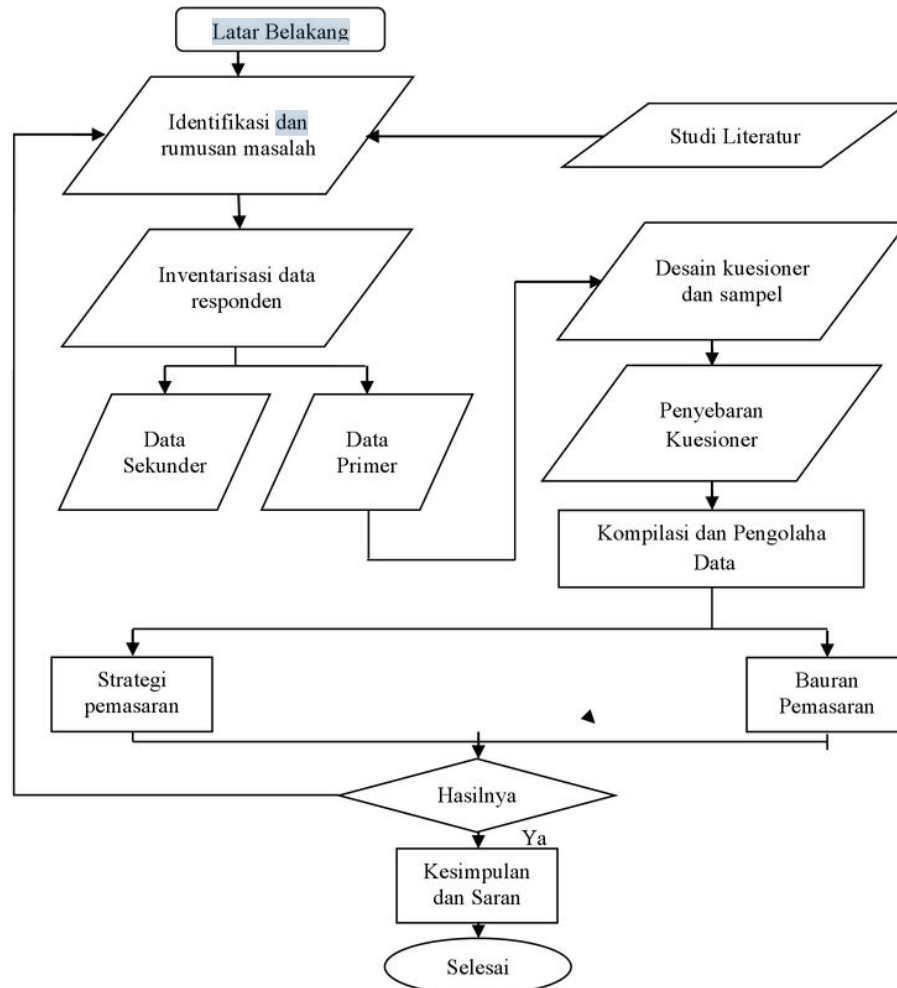 Latar Belakang
Identifikasi dan
rumusan masalah
Studi Literatur
Inventarisasi data
responden
Desain kuesioner
dan sampel
Data
Sekunder
Data
Primer
Penyebaran
Kuesioner
Kompilasi dan Pengolaha
Data
Strategi
pemasaran
Bauran
Pemasaran
Hasilnya
Ya
Kesimpulan
dan Saran
Selesai